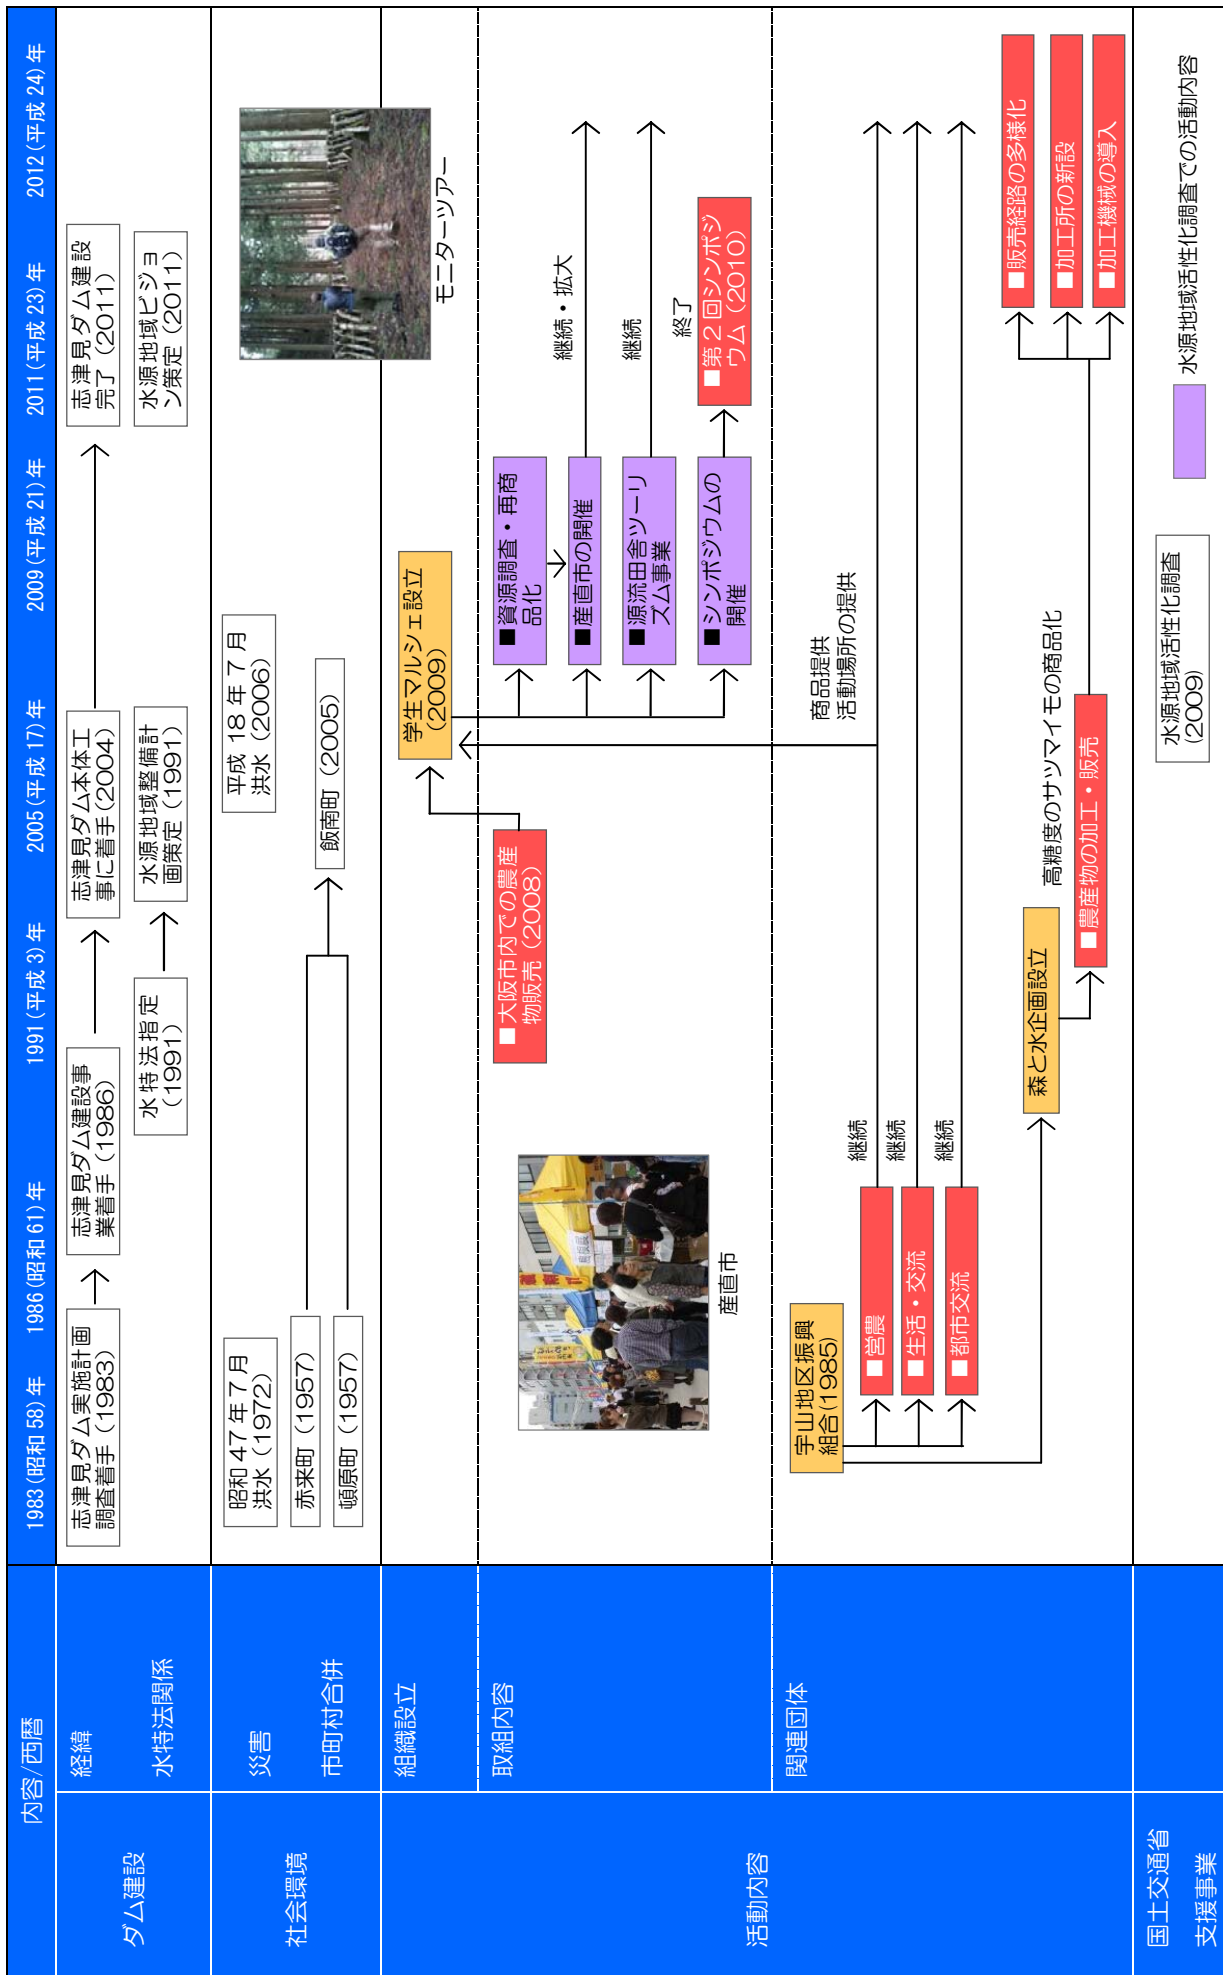 内容/西暦
1983(昭和 58)年
1986(昭和 61)年
1991(平成 3)年
2005(平成 17)年
2009(平成 21)年
2011(平成 23)年
2012(平成 24)年
ダム建設
経緯
志津見ダム実施計画
調査着手（1983）
志津見ダム建設事
業着手（1986）
志津見ダム本体工
事に着手(2004)
志津見ダム建設
完了（2011）
水特法関係
水特法指定
（1991）
水源地域整備計
画策定（1991）
水源地域ビジョ
ン策定（2011）
社会環境
災害
昭和 47 年 7 月
洪水（1972）
平成 18 年 7 月
洪水（2006）
市町村合併
赤来町（1957）
頓原町（1957）
飯南町（2005）
モニターツアー
活動内容
組織設立
学生マルシェ設立
（2009）
取組内容
■大阪市内での農産
物販売（2008）
■資源調査・再商
品化
■産直市の開催
継続・拡大
■源流田舎ツーリ
ズム事業
継続
■シンポジウムの
開催
終了
■第 2 回シンポジ
ウム（2010）
産直市
関連団体
宇山地区振興
組合(1985)
商品提供
活動場所の提供
■営農
継続
■生活・交流
継続
■都市交流
継続
森と水企画設立
高糖度のサツマイモの商品化
■農産物の加工・販売
■販売経路の多様化
■加工所の新設
■加工機械の導入
国土交通省
支援事業
水源地域活性化調査
(2009)
水源地域活性化調査での活動内容